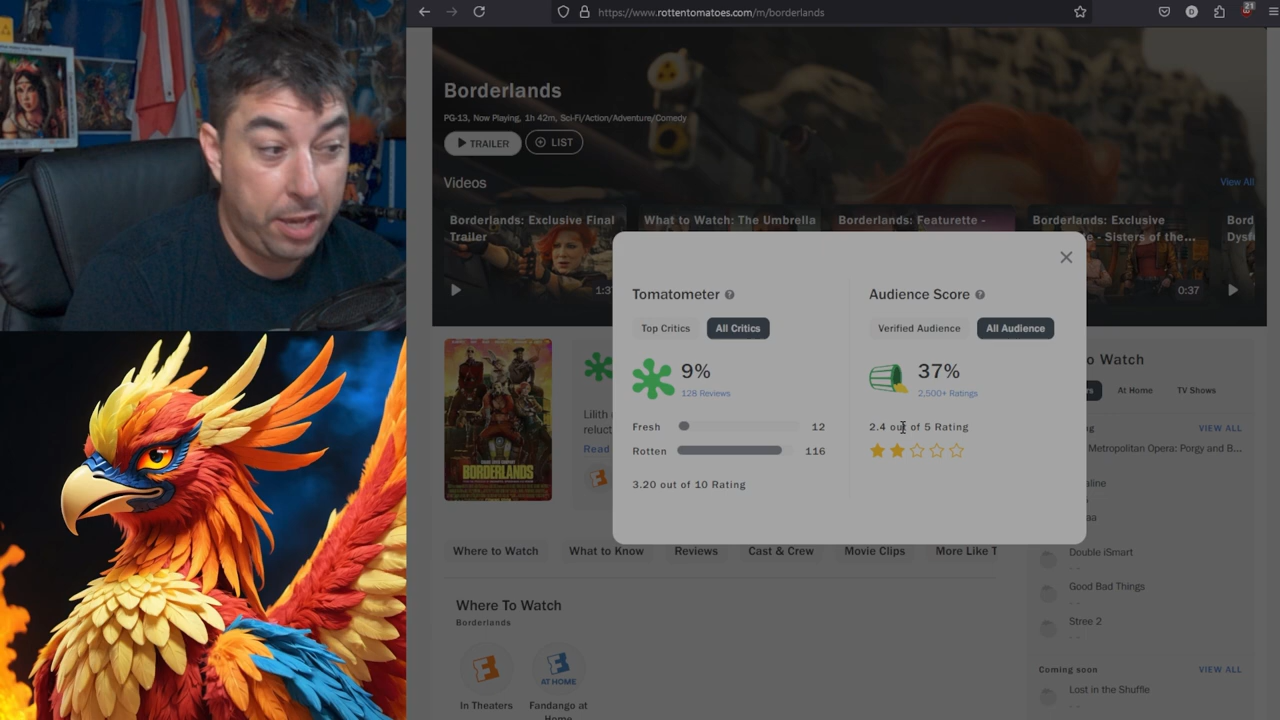 https://www.rottentomatoes.com/m/borderlands
21
Borderlands
PG-13, Now Playing, 1h 42m, Sci-Fi/Action/Adventure/Comedy
TRAILER
LIST
Videos
View All
Borderlands: Exclusive Final
Trailer
What to Watch: The Umbrella
Borderlands: Featurette -
Borderlands: Exclusive
- Sisters of the...
Bord
0:37
Tomatometer
Audience Score
Top Critics
All Critics
Verified Audience
All Audience
9%
128 Reviews
37%
2,500+ Ratings
Fresh
12
2.4 out of 5 Rating
Rotten
116
3.20 out of 10 Rating
BORDERLANDS
Lilith
reluct
Read
o Watch
At Home
TV Shows
VIEW ALL
Metropolitan Opera: Porgy and B...
Double iSmart
Good Bad Things
Stree 2
Coming soon
VIEW ALL
Lost in the Shuffle
Where to Watch
What to Know
Reviews
Cast & Crew
Movie Clips
More Like T
Where To Watch
Borderlands
AT HOME
In Theaters
Fandango at
Home